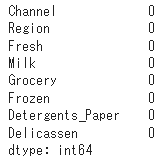 Channel 0
Region 0
Fresh 0
Milk 0
Grocery 0
Frozen 0
Detergents_Paper 0
Delicassen 0
dtype: int64